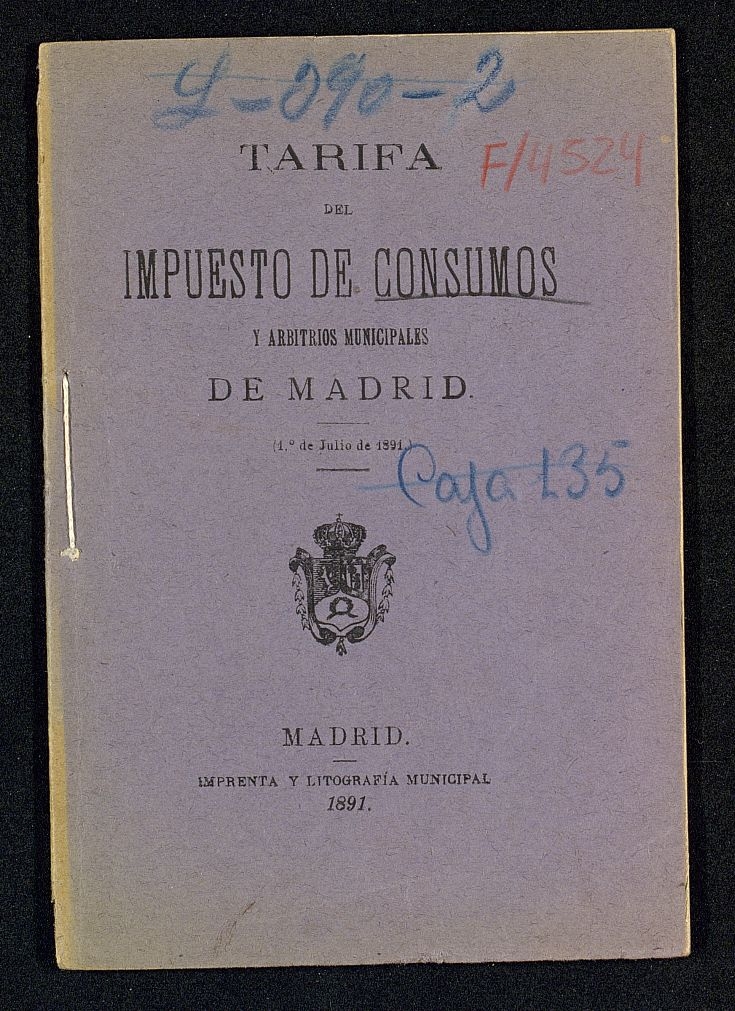 L-090-2
TARIFA
F/4524
DEL
IMPUESTO DE CONSUMOS
Y ARBITRIOS MUNICIPALES
DE MADRID.
(1.º de Julio de 1891.)
Caja 135
MADRID.
IMPRENTA Y LITOGRAFÍA MUNICIPAL
1891.